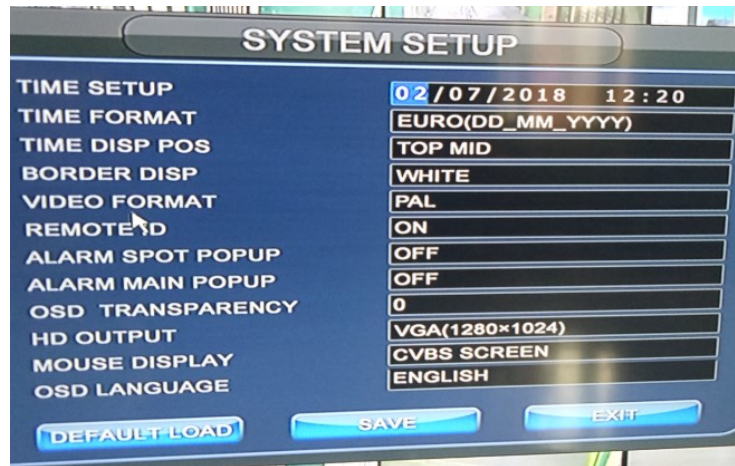 SYSTEM SETUP
TIME SETUP 02/07/2018 12:20
TIME FORMAT EURO(DD_MM_YYYY)
TIME DISP POS TOP MID
BORDER DISP WHITE
VIDEO FORMAT PAL
REMOTE ID ON
ALARM SPOT POPUP OFF
ALARM MAIN POPUP OFF
OSD TRANSPARENCY 0
HD OUTPUT VGA(1280×1024)
MOUSE DISPLAY CVBS SCREEN
OSD LANGUAGE ENGLISH
DEFAULT LOAD SAVE EXIT